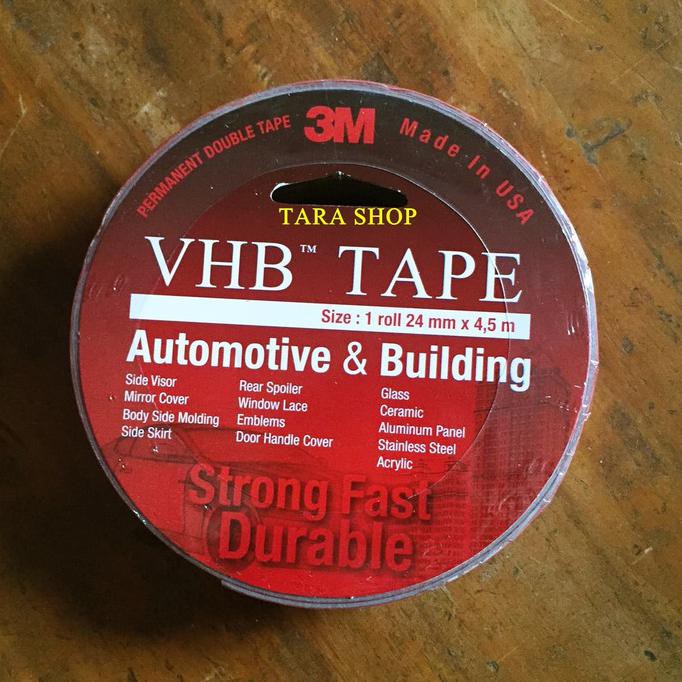 PERMANENT DOUBLE TAPE 3M Made In USA
TARA SHOP
VHB™ TAPE
Size : 1 roll 24 mm x 4,5 m
Automotive & Building
Side Visor
Mirror Cover
Body Side Molding
Side Skirt
Rear Spoiler
Window Lace
Emblems
Door Handle Cover
Glass
Ceramic
Aluminum Panel
Stainless Steel
Acrylic
Strong Fast
Durable